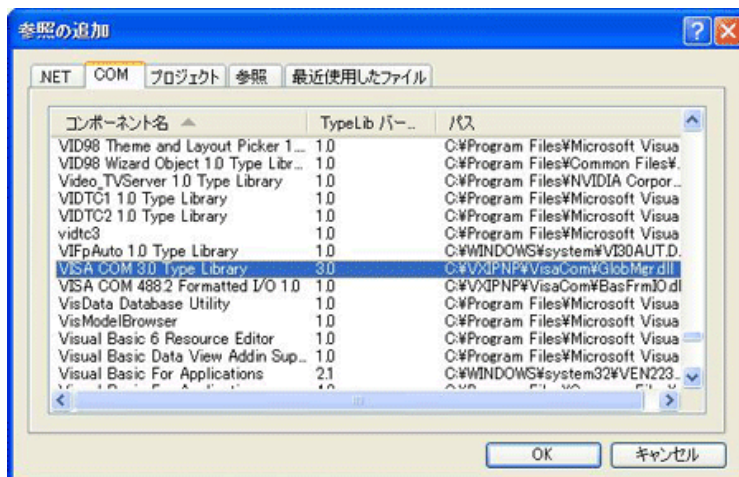 参照の追加
.NET COM プロジェクト 参照 最近使用したファイル
コンポーネント名 TypeLib バー... パス
VID98 Theme and Layout Picker 1.... 1.0 C:¥Program Files¥Microsoft Visua
VID98 Wizard Object 1.0 Type Libr... 1.0 C:¥Program Files¥Common Files¥.
Video_TVServer 1.0 Type Library 1.0 C:¥Program Files¥NVIDIA Corpor...
VIDTC1 1.0 Type Library 1.0 C:¥Program Files¥Microsoft Visua
VIDTC2 1.0 Type Library 1.0 C:¥Program Files¥Microsoft Visua
vidtc3 1.0 C:¥Program Files¥Microsoft Visua
VIFpAuto 1.0 Type Library 1.0 C:¥WINDOWS¥system¥VI30AUT.D.
VISA COM 3.0 Type Library 3.0 C:¥VXIPNP¥VisaCom¥GlobMgr.dll
VISA COM 488.2 Formatted I/O 1.0 1.0 C:¥VXIPNP¥VisaCom¥BasFrmIO.dl
VisData Database Utility 1.0 C:¥Program Files¥Microsoft Visua
VisModelBrowser 1.0 C:¥Program Files¥Microsoft Visua
Visual Basic 6 Resource Editor 1.0 C:¥Program Files¥Microsoft Visua
Visual Basic Data View Addin Sup... 1.0 C:¥Program Files¥Microsoft Visua
Visual Basic For Applications 2.1 C:¥WINDOWS¥system32¥VEN223...
OK キャンセル